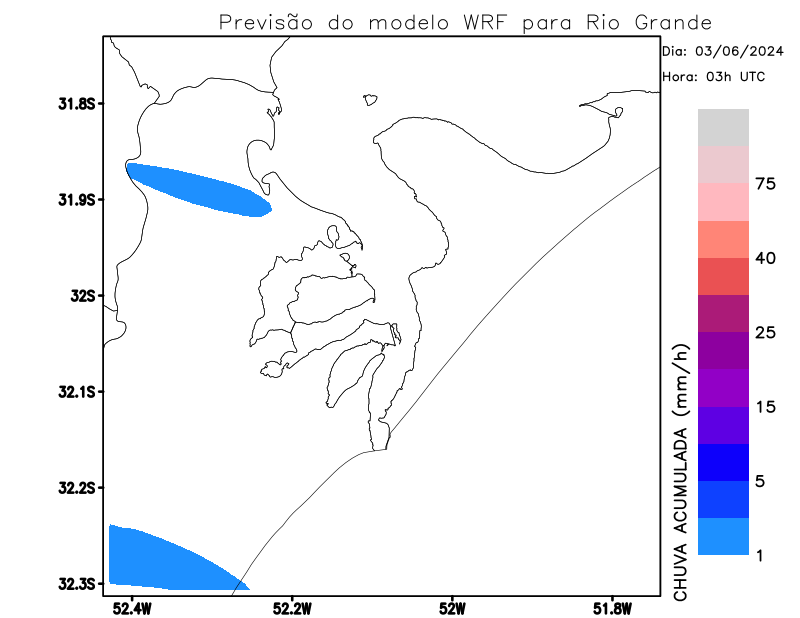 Previsão do modelo WRF para Rio Grande
Dia: 03/06/2024
Hora: 03h UTC
31.8S
31.9S
32S
32.1S
32.2S
32.3S
52.4W
52.2W
52W
51.8W
CHUVA ACUMULADA (mm/h)
75
40
25
15
5
1